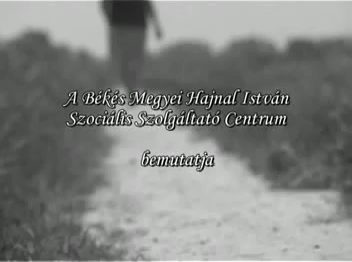 A Békés Megyei Hajnal István
Szociális Szolgáltató Centrum
bemutatja